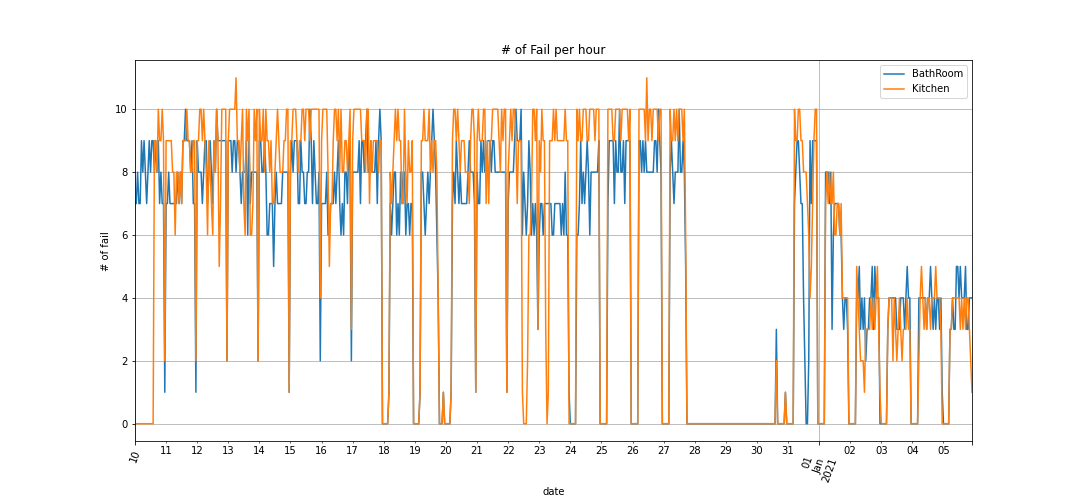 # of Fail per hour
BathRoom
Kitchen
# of fail
10
8
6
4
2
0
10 11 12 13 14 15 16 17 18 19 20 21 22 23 24 25 26 27 28 29 30 31 01 02 03 04 05
Jan
2021
date